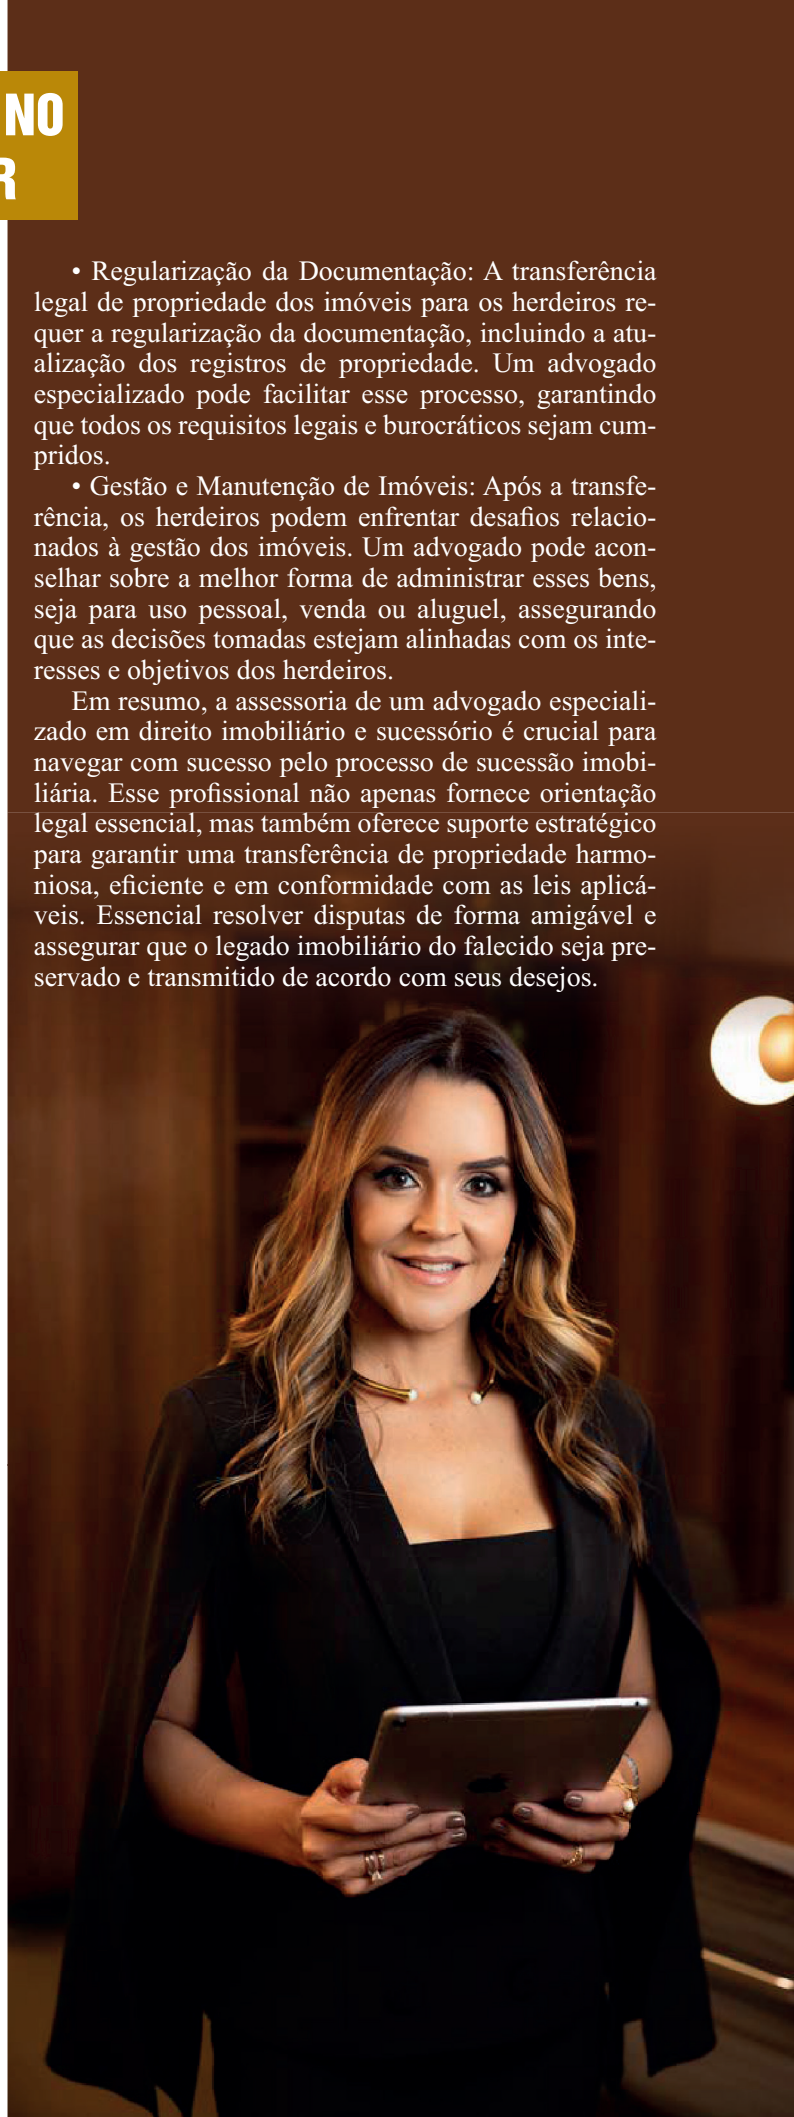 NO
R
• Regularização da Documentação: A transferência
legal de propriedade dos imóveis para os herdeiros re-
quer a regularização da documentação, incluindo a atu-
alização dos registros de propriedade. Um advogado
especializado pode facilitar esse processo, garantindo
que todos os requisitos legais e burocráticos sejam cum-
pridos.
• Gestão e Manutenção de Imóveis: Após a transfe-
rência, os herdeiros podem enfrentar desafios relacio-
nados à gestão dos imóveis. Um advogado pode acon-
selhar sobre a melhor forma de administrar esses bens,
seja para uso pessoal, venda ou aluguel, assegurando
que as decisões tomadas estejam alinhadas com os inte-
resses e objetivos dos herdeiros.
Em resumo, a assessoria de um advogado especiali-
zado em direito imobiliário e sucessório é crucial para
navegar com sucesso pelo processo de sucessão imobi-
liária. Esse profissional não apenas fornece orientação
legal essencial, mas também oferece suporte estratégico
para garantir uma transferência de propriedade harmo-
niosa, eficiente e em conformidade com as leis aplicá-
veis. Essencial resolver disputas de forma amigável e
assegurar que o legado imobiliário do falecido seja pre-
servado e transmitido de acordo com seus desejos.